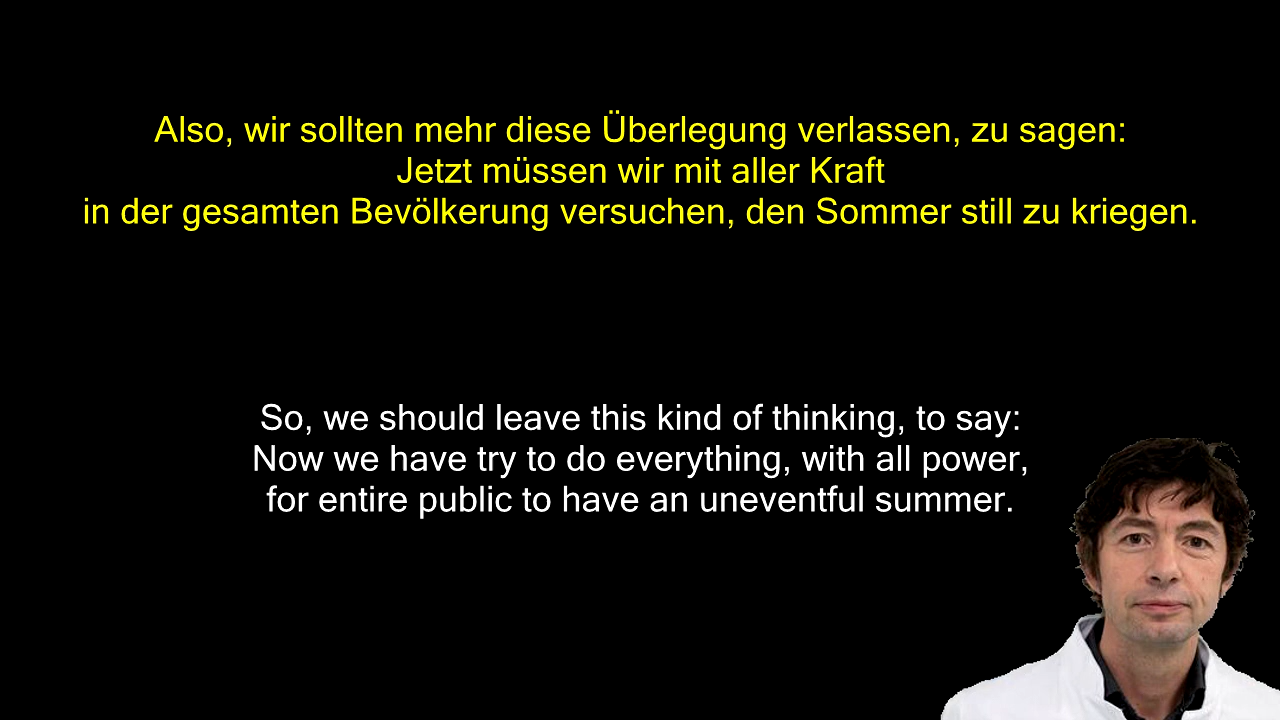 Also, wir sollten mehr diese Überlegung verlassen, zu sagen:
Jetzt müssen wir mit aller Kraft
in der gesamten Bevölkerung versuchen, den Sommer still zu kriegen.
So, we should leave this kind of thinking, to say:
Now we have try to do everything, with all power,
for entire public to have an uneventful summer.